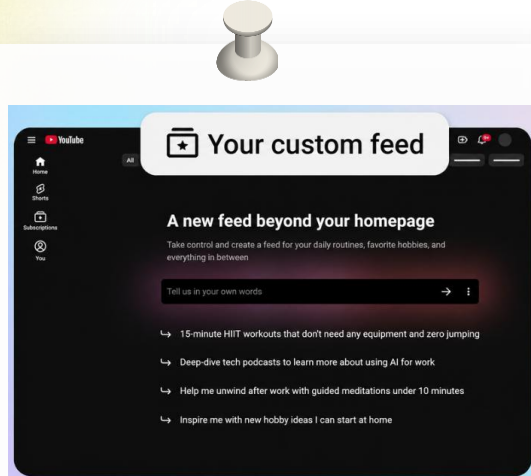 YouTube
Your custom feed
9+
All
Home
Shorts
Subscriptions
You
A new feed beyond your homepage
Take control and create a feed for your daily routines, favorite hobbies, and
everything in between
Tell us in your own words
15-minute HIIT workouts that don't need any equipment and zero jumping
Deep-dive tech podcasts to learn more about using AI for work
Help me unwind after work with guided meditations under 10 minutes
Inspire me with new hobby ideas I can start at home